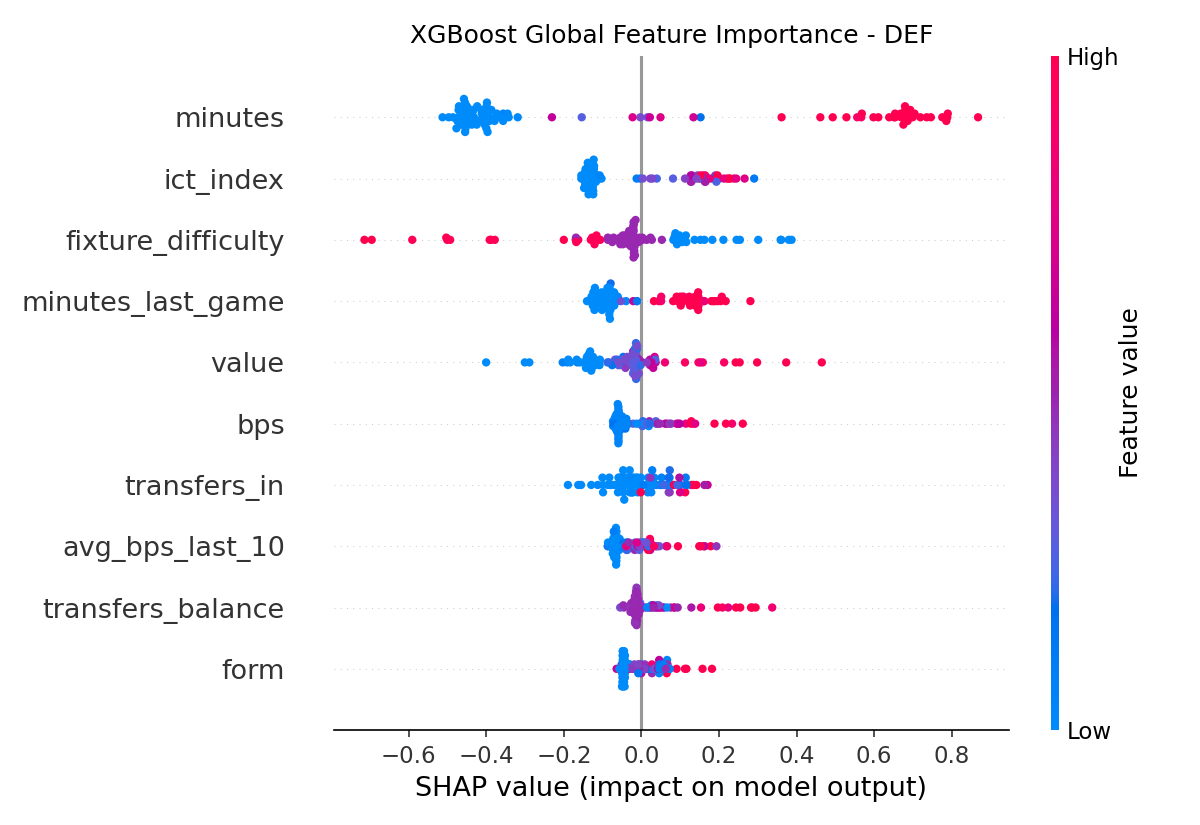 XGBoost Global Feature Importance - DEF
High
minutes
ict_index
fixture_difficulty
minutes_last_game
value
bps
transfers_in
avg_bps_last_10
transfers_balance
form
Feature value
Low
−0.6 −0.4 −0.2 0.0 0.2 0.4 0.6 0.8
SHAP value (impact on model output)